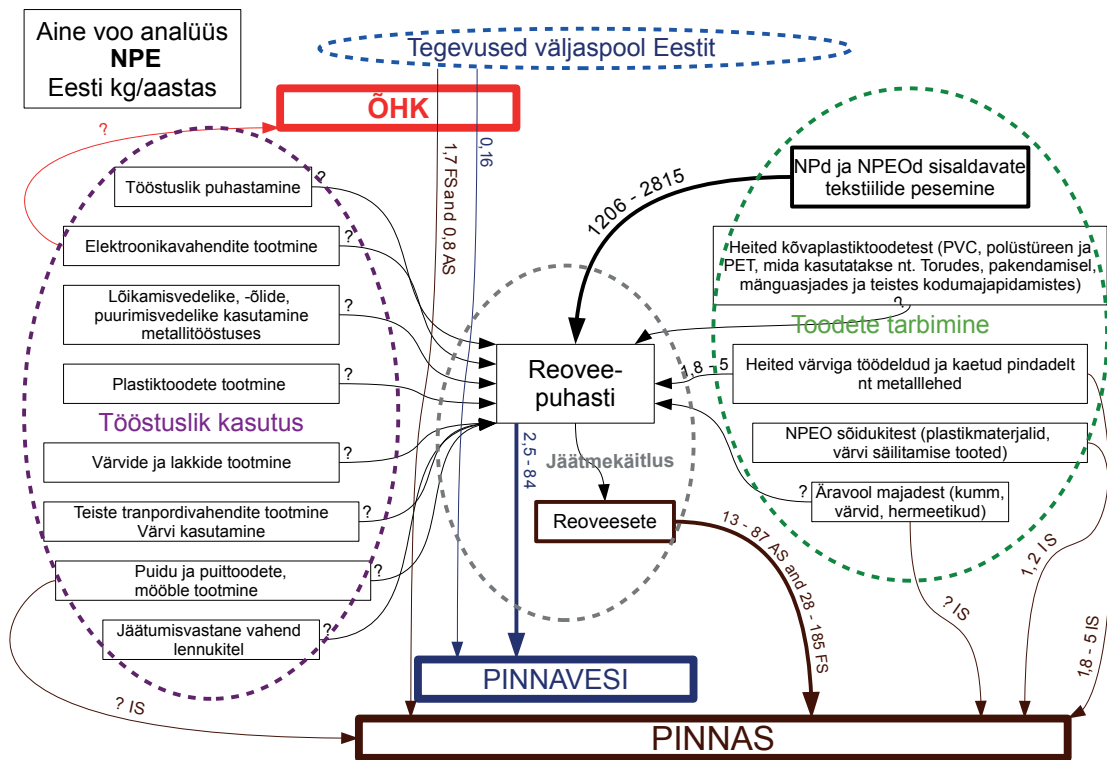 Aine voo analüüs
NPE
Eesti kg/aastas
Tegevused väljaspool Eestit
ÕHK
?
1,7 FSand 0,8 AS
0,16
Tööstuslik puhastamine
?
Elektroonikavahendite tootmine
?
Lõikamisvedelike, -õlide,
puurimisvedelike kasutamine
metallitööstuses
?
Plastiktoodete tootmine
?
Tööstuslik kasutus
Värvide ja lakkide tootmine
?
Teiste tranpordivahendite tootmine
Värvi kasutamine
?
Puidu ja puittoodete,
mööble tootmine
?
Jäätumisvastane vahend
lennukitel
?
? IS
1206 - 2815
NPd ja NPEOd sisaldavate
tekstiilide pesemine
Heited kõvaplastiktoodetest (PVC, polüstüreen ja
PET, mida kasutatakse nt. Torudes, pakendamisel,
mänguasjades ja teistes kodumajapidamistes)
?
Toodete tarbimine
1,8 - 5
Heited värviga töödeldud ja kaetud pindadelt
nt metalllehed
NPEO sõidukitest (plastikmaterjalid,
värvi säilitamise tooted)
?
Äravool majadest (kumm,
värvid, hermeetikud)
Reovee-
puhasti
2,5 - 84
Jäätmekäitlus
Reoveesete
13 - 87 AS and 28 - 185 FS
? IS
1,2 IS
1,8 - 5 IS
PINNAVESI
PINNAS